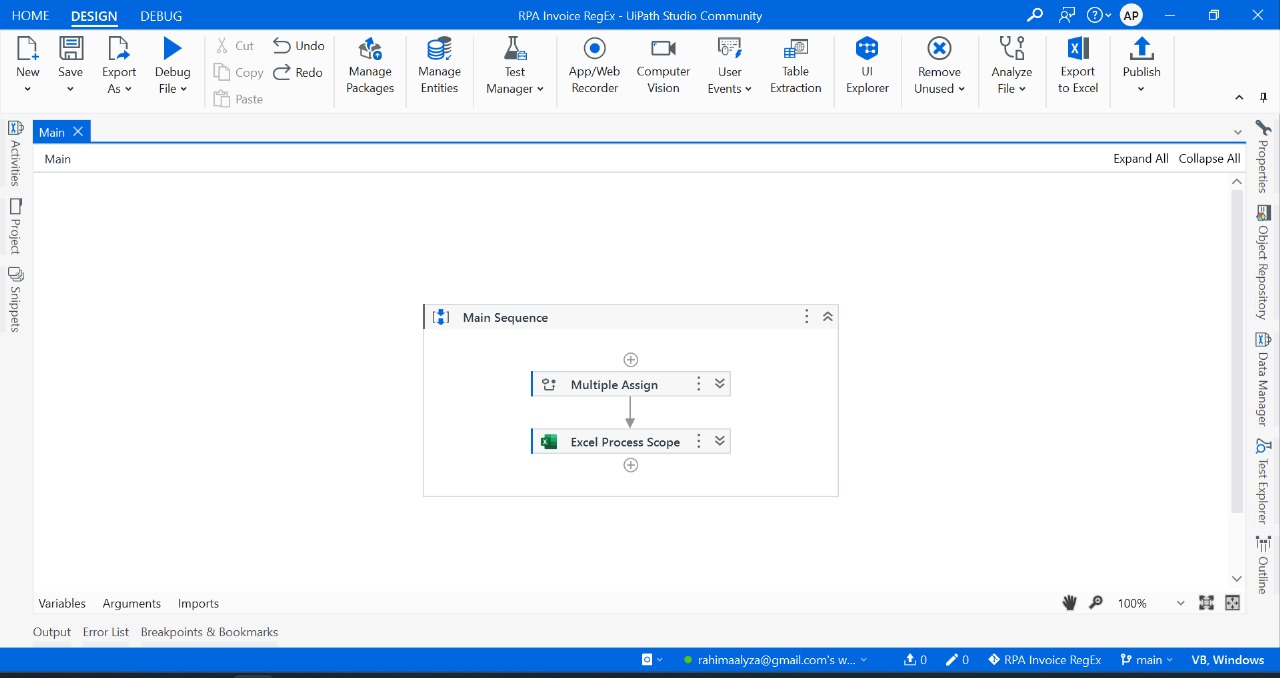 HOME DESIGN DEBUG
RPA Invoice RegEx - UiPath Studio Community
AP
New
Save
Export As
Debug File
Cut
Copy
Paste
Undo
Redo
Manage Packages
Manage Entities
Test Manager
App/Web Recorder
Computer Vision
User Events
Table Extraction
UI Explorer
Remove Unused
Analyze File
Export to Excel
Publish
Activities
Project
Snippets
Main
Main
Expand All Collapse All
Main Sequence
Multiple Assign
Excel Process Scope
Properties
Object Repository
Data Manager
Test Explorer
Outline
Variables Arguments Imports
100%
Output Error List Breakpoints & Bookmarks
rahimaalyza@gmail.com's w... 0 0 RPA Invoice RegEx main VB, Windows